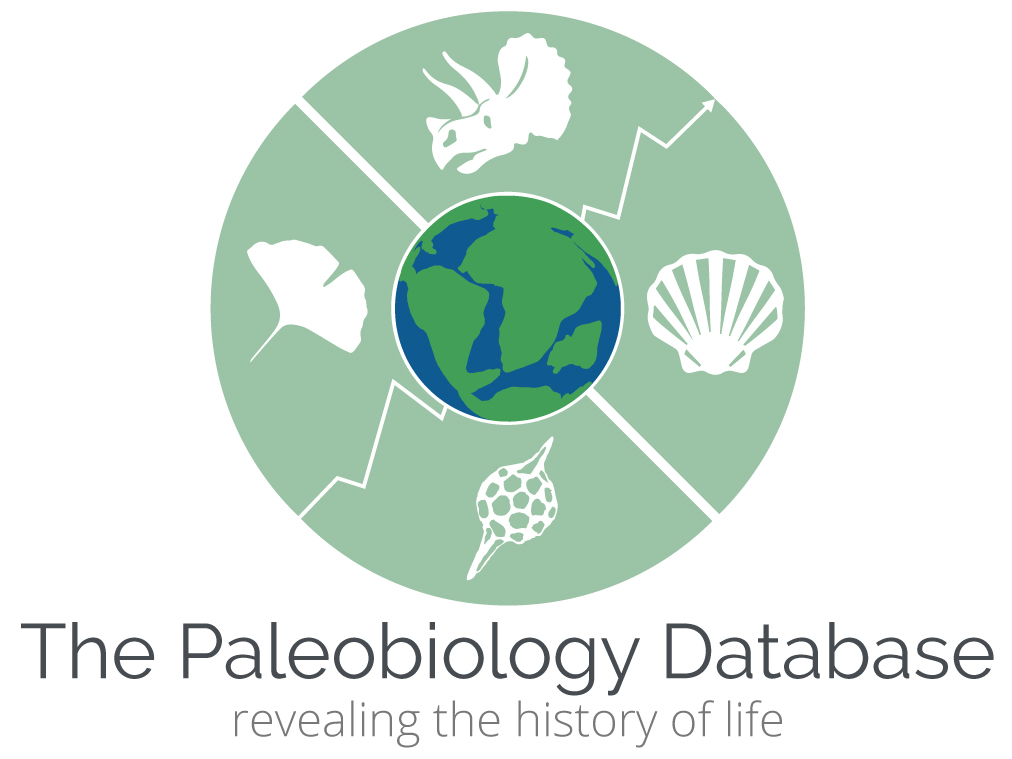 The Paleobiology Database
revealing the history of life